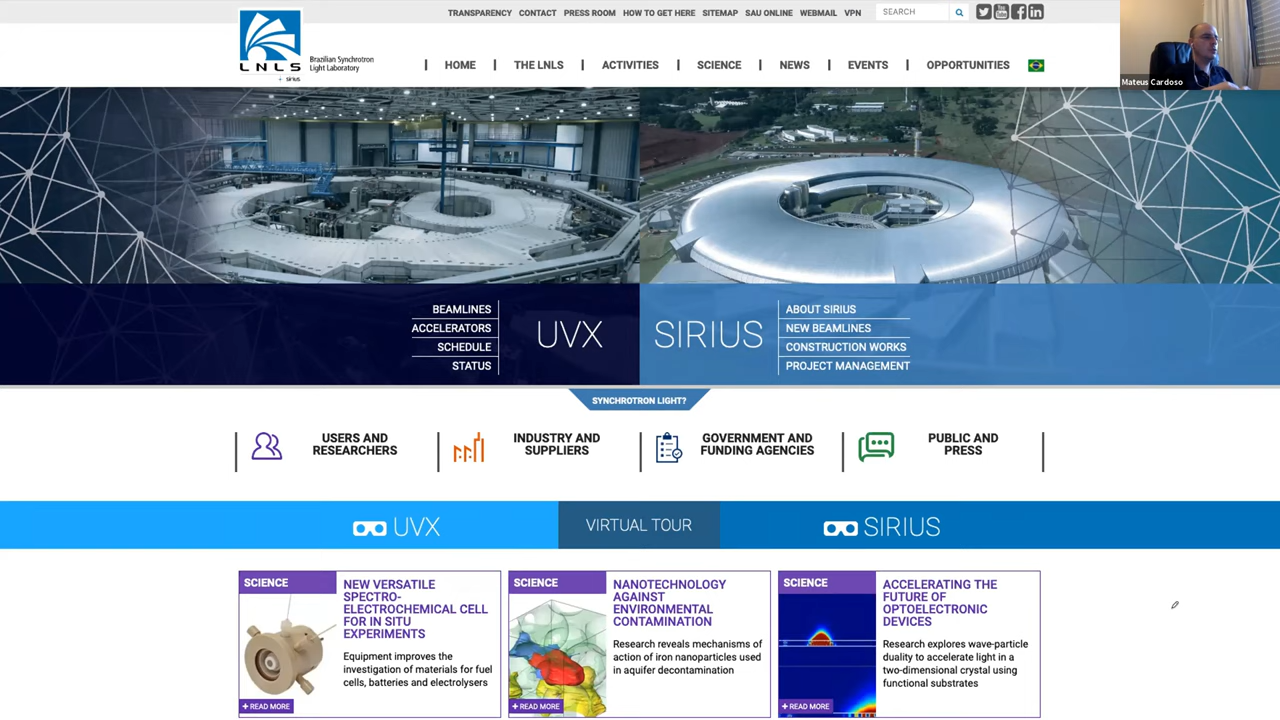 TRANSPARENCY CONTACT PRESS ROOM HOW TO GET HERE SITEMAP SAU ONLINE WEBMAIL VPN
SEARCH
You Tube
LNLS
+ sirius
Brazilian Synchrotron
Light Laboratory
HOME THE LNLS ACTIVITIES SCIENCE NEWS EVENTS OPPORTUNITIES
Mateus Cardoso
BEAMLINES
ACCELERATORS
SCHEDULE
STATUS
UVX
SIRIUS
ABOUT SIRIUS
NEW BEAMLINES
CONSTRUCTION WORKS
PROJECT MANAGEMENT
SYNCHROTRON LIGHT?
USERS AND
RESEARCHERS
INDUSTRY AND
SUPPLIERS
GOVERNMENT AND
FUNDING AGENCIES
PUBLIC AND
PRESS
UVX
VIRTUAL TOUR
SIRIUS
SCIENCE
NEW VERSATILE
SPECTRO-
ELECTROCHEMICAL CELL
FOR IN SITU
EXPERIMENTS
Equipment improves the
investigation of materials for fuel
cells, batteries and electrolysers
+ READ MORE
SCIENCE
NANOTECHNOLOGY
AGAINST
ENVIRONMENTAL
CONTAMINATION
Research reveals mechanisms of
action of iron nanoparticles used
in aquifer decontamination
+ READ MORE
SCIENCE
ACCELERATING THE
FUTURE OF
OPTOELECTRONIC
DEVICES
Research explores wave-particle
duality to accelerate light in a
two-dimensional crystal using
functional substrates
+ READ MORE